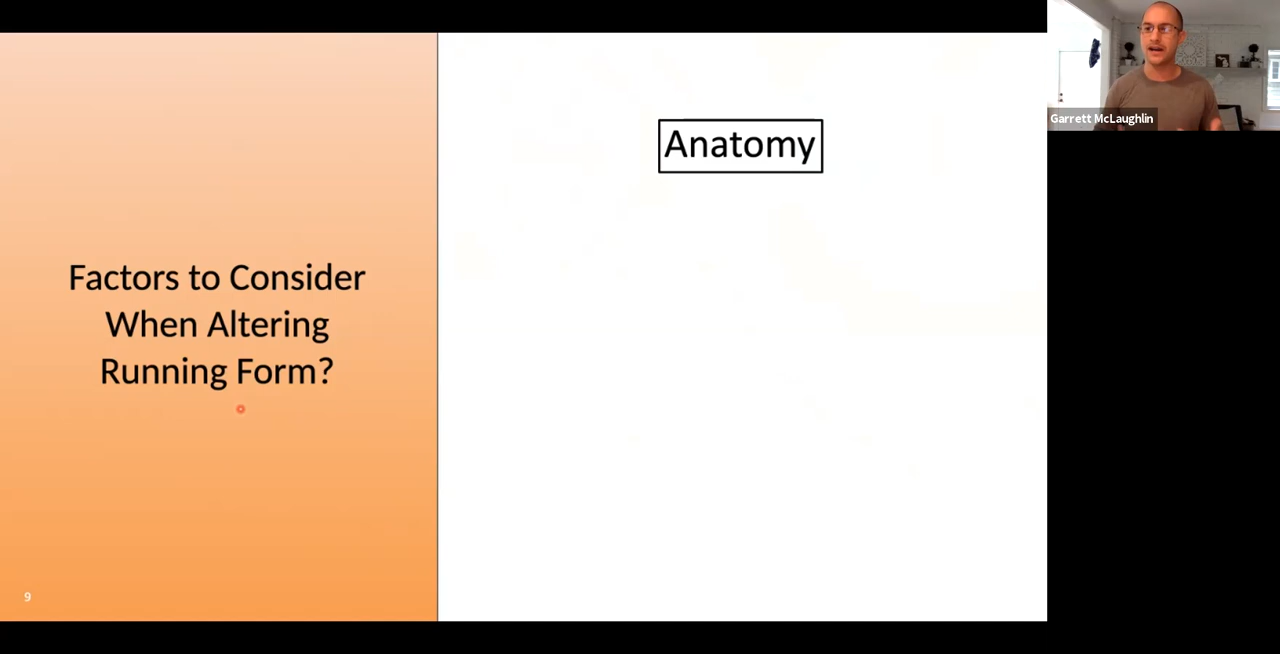 Factors to Consider
When Altering
Running Form?
9
Anatomy
Garrett McLaughlin